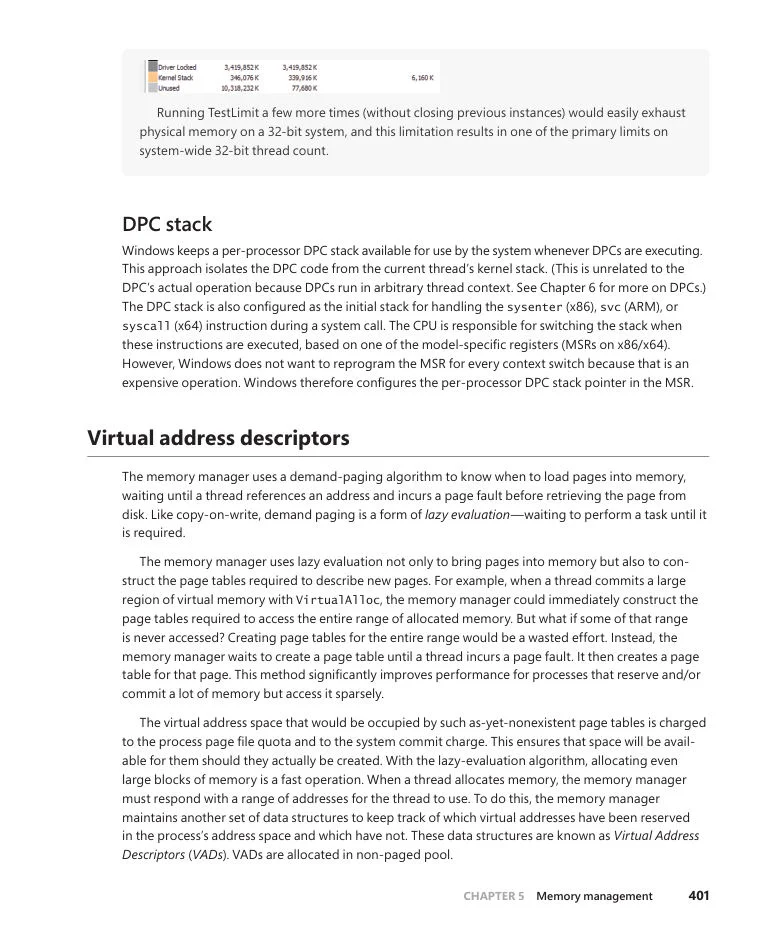 Driver Locked 3,419,852 K 3,419,852 K
Kernel Stack 346,076 K 339,916 K 6,160 K
Unused 10,318,232 K 77,680 K
Running TestLimit a few more times (without closing previous instances) would easily exhaust
physical memory on a 32-bit system, and this limitation results in one of the primary limits on
system-wide 32-bit thread count.
DPC stack
Windows keeps a per-processor DPC stack available for use by the system whenever DPCs are executing.
This approach isolates the DPC code from the current thread's kernel stack. (This is unrelated to the
DPC's actual operation because DPCs run in arbitrary thread context. See Chapter 6 for more on DPCs.)
The DPC stack is also configured as the initial stack for handling the sysenter (x86), svc (ARM), or
syscall (x64) instruction during a system call. The CPU is responsible for switching the stack when
these instructions are executed, based on one of the model-specific registers (MSRs on x86/x64).
However, Windows does not want to reprogram the MSR for every context switch because that is an
expensive operation. Windows therefore configures the per-processor DPC stack pointer in the MSR.
Virtual address descriptors
The memory manager uses a demand-paging algorithm to know when to load pages into memory,
waiting until a thread references an address and incurs a page fault before retrieving the page from
disk. Like copy-on-write, demand paging is a form of lazy evaluation—waiting to perform a task until it
is required.
The memory manager uses lazy evaluation not only to bring pages into memory but also to con-
struct the page tables required to describe new pages. For example, when a thread commits a large
region of virtual memory with VirtualAlloc, the memory manager could immediately construct the
page tables required to access the entire range of allocated memory. But what if some of that range
is never accessed? Creating page tables for the entire range would be a wasted effort. Instead, the
memory manager waits to create a page table until a thread incurs a page fault. It then creates a page
table for that page. This method significantly improves performance for processes that reserve and/or
commit a lot of memory but access it sparsely.
The virtual address space that would be occupied by such as-yet-nonexistent page tables is charged
to the process page file quota and to the system commit charge. This ensures that space will be avail-
able for them should they actually be created. With the lazy-evaluation algorithm, allocating even
large blocks of memory is a fast operation. When a thread allocates memory, the memory manager
must respond with a range of addresses for the thread to use. To do this, the memory manager
maintains another set of data structures to keep track of which virtual addresses have been reserved
in the process's address space and which have not. These data structures are known as Virtual Address
Descriptors (VADs). VADs are allocated in non-paged pool.
CHAPTER 5 Memory management 401